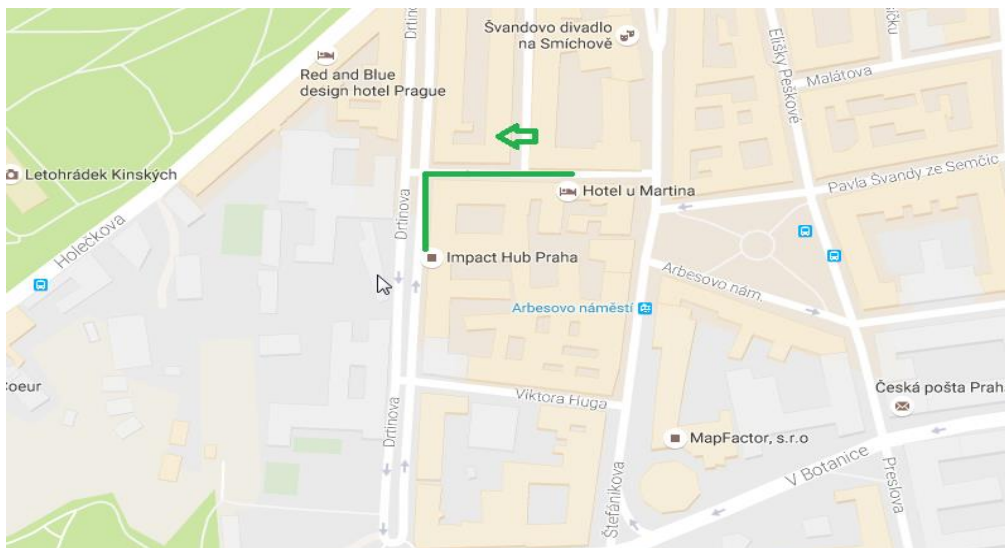 Švandovo divadlo
na Smíchově
Red and Blue
design hotel Prague
Drtinova
Elišky Peškové
Malátova
Letohrádek Kinských
Hotel u Martina
Pavla Švandy ze Semčic
Holečkova
Drtinova
Impact Hub Praha
Arbesovo nám.
Arbesovo náměstí
Coeur
Viktora Huga
Česká pošta Prah
Drtinova
MapFactor, s.r.o
V Botanice
Štefánikova
Preslova